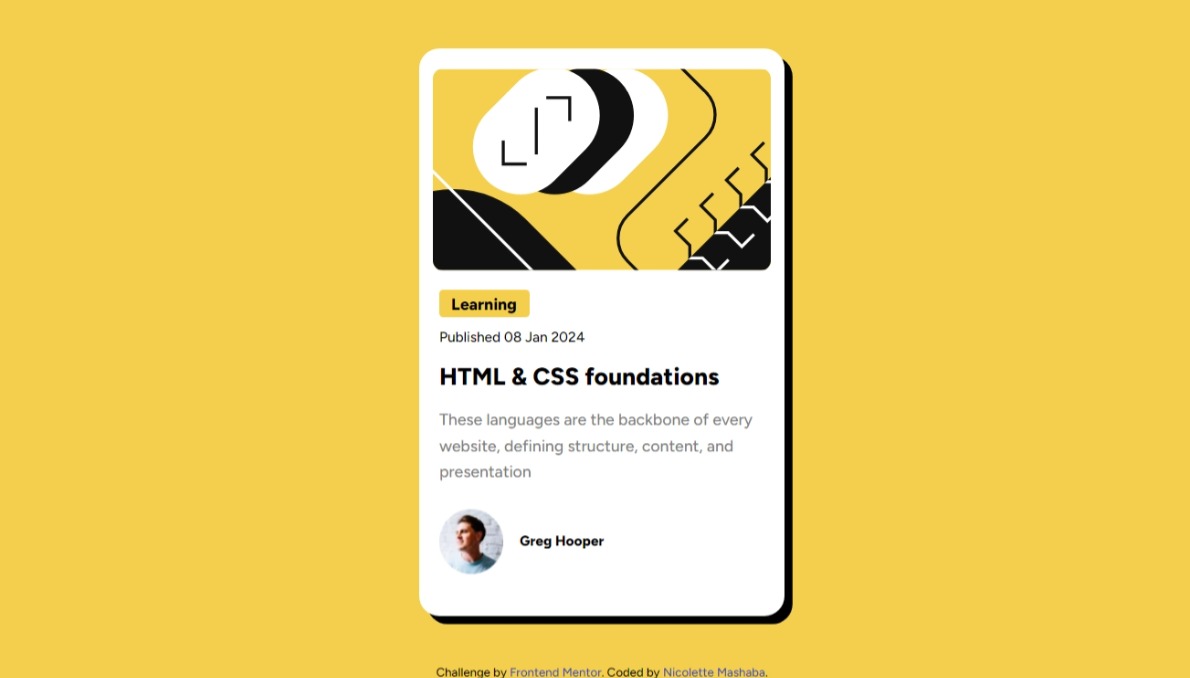 Learning
Published 08 Jan 2024
HTML & CSS foundations
These languages are the backbone of every
website, defining structure, content, and
presentation
Greg Hooper
Challenge by Frontend Mentor. Coded by Nicolette Mashaba.